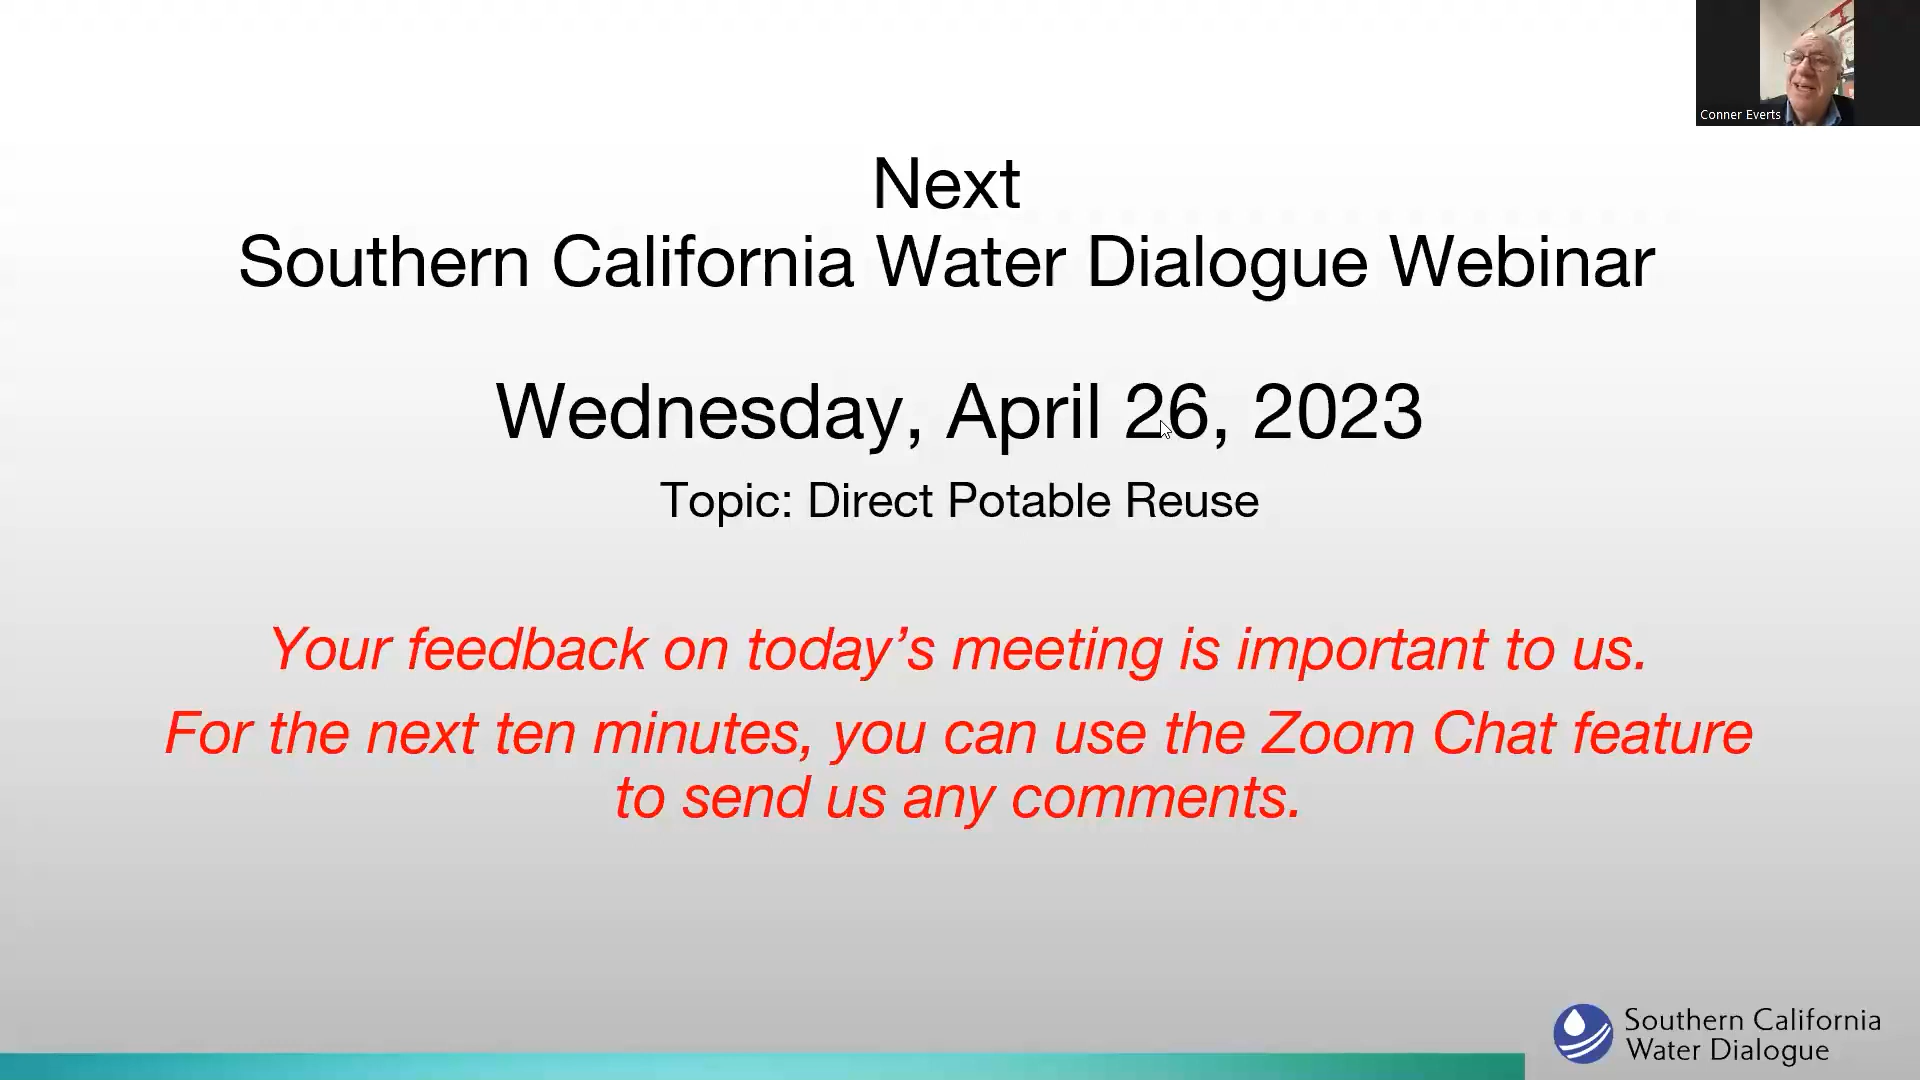 Conner Everts
Next
Southern California Water Dialogue Webinar
Wednesday, April 26, 2023
Topic: Direct Potable Reuse
Your feedback on today’s meeting is important to us.
For the next ten minutes, you can use the Zoom Chat feature
to send us any comments.
Southern California
Water Dialogue